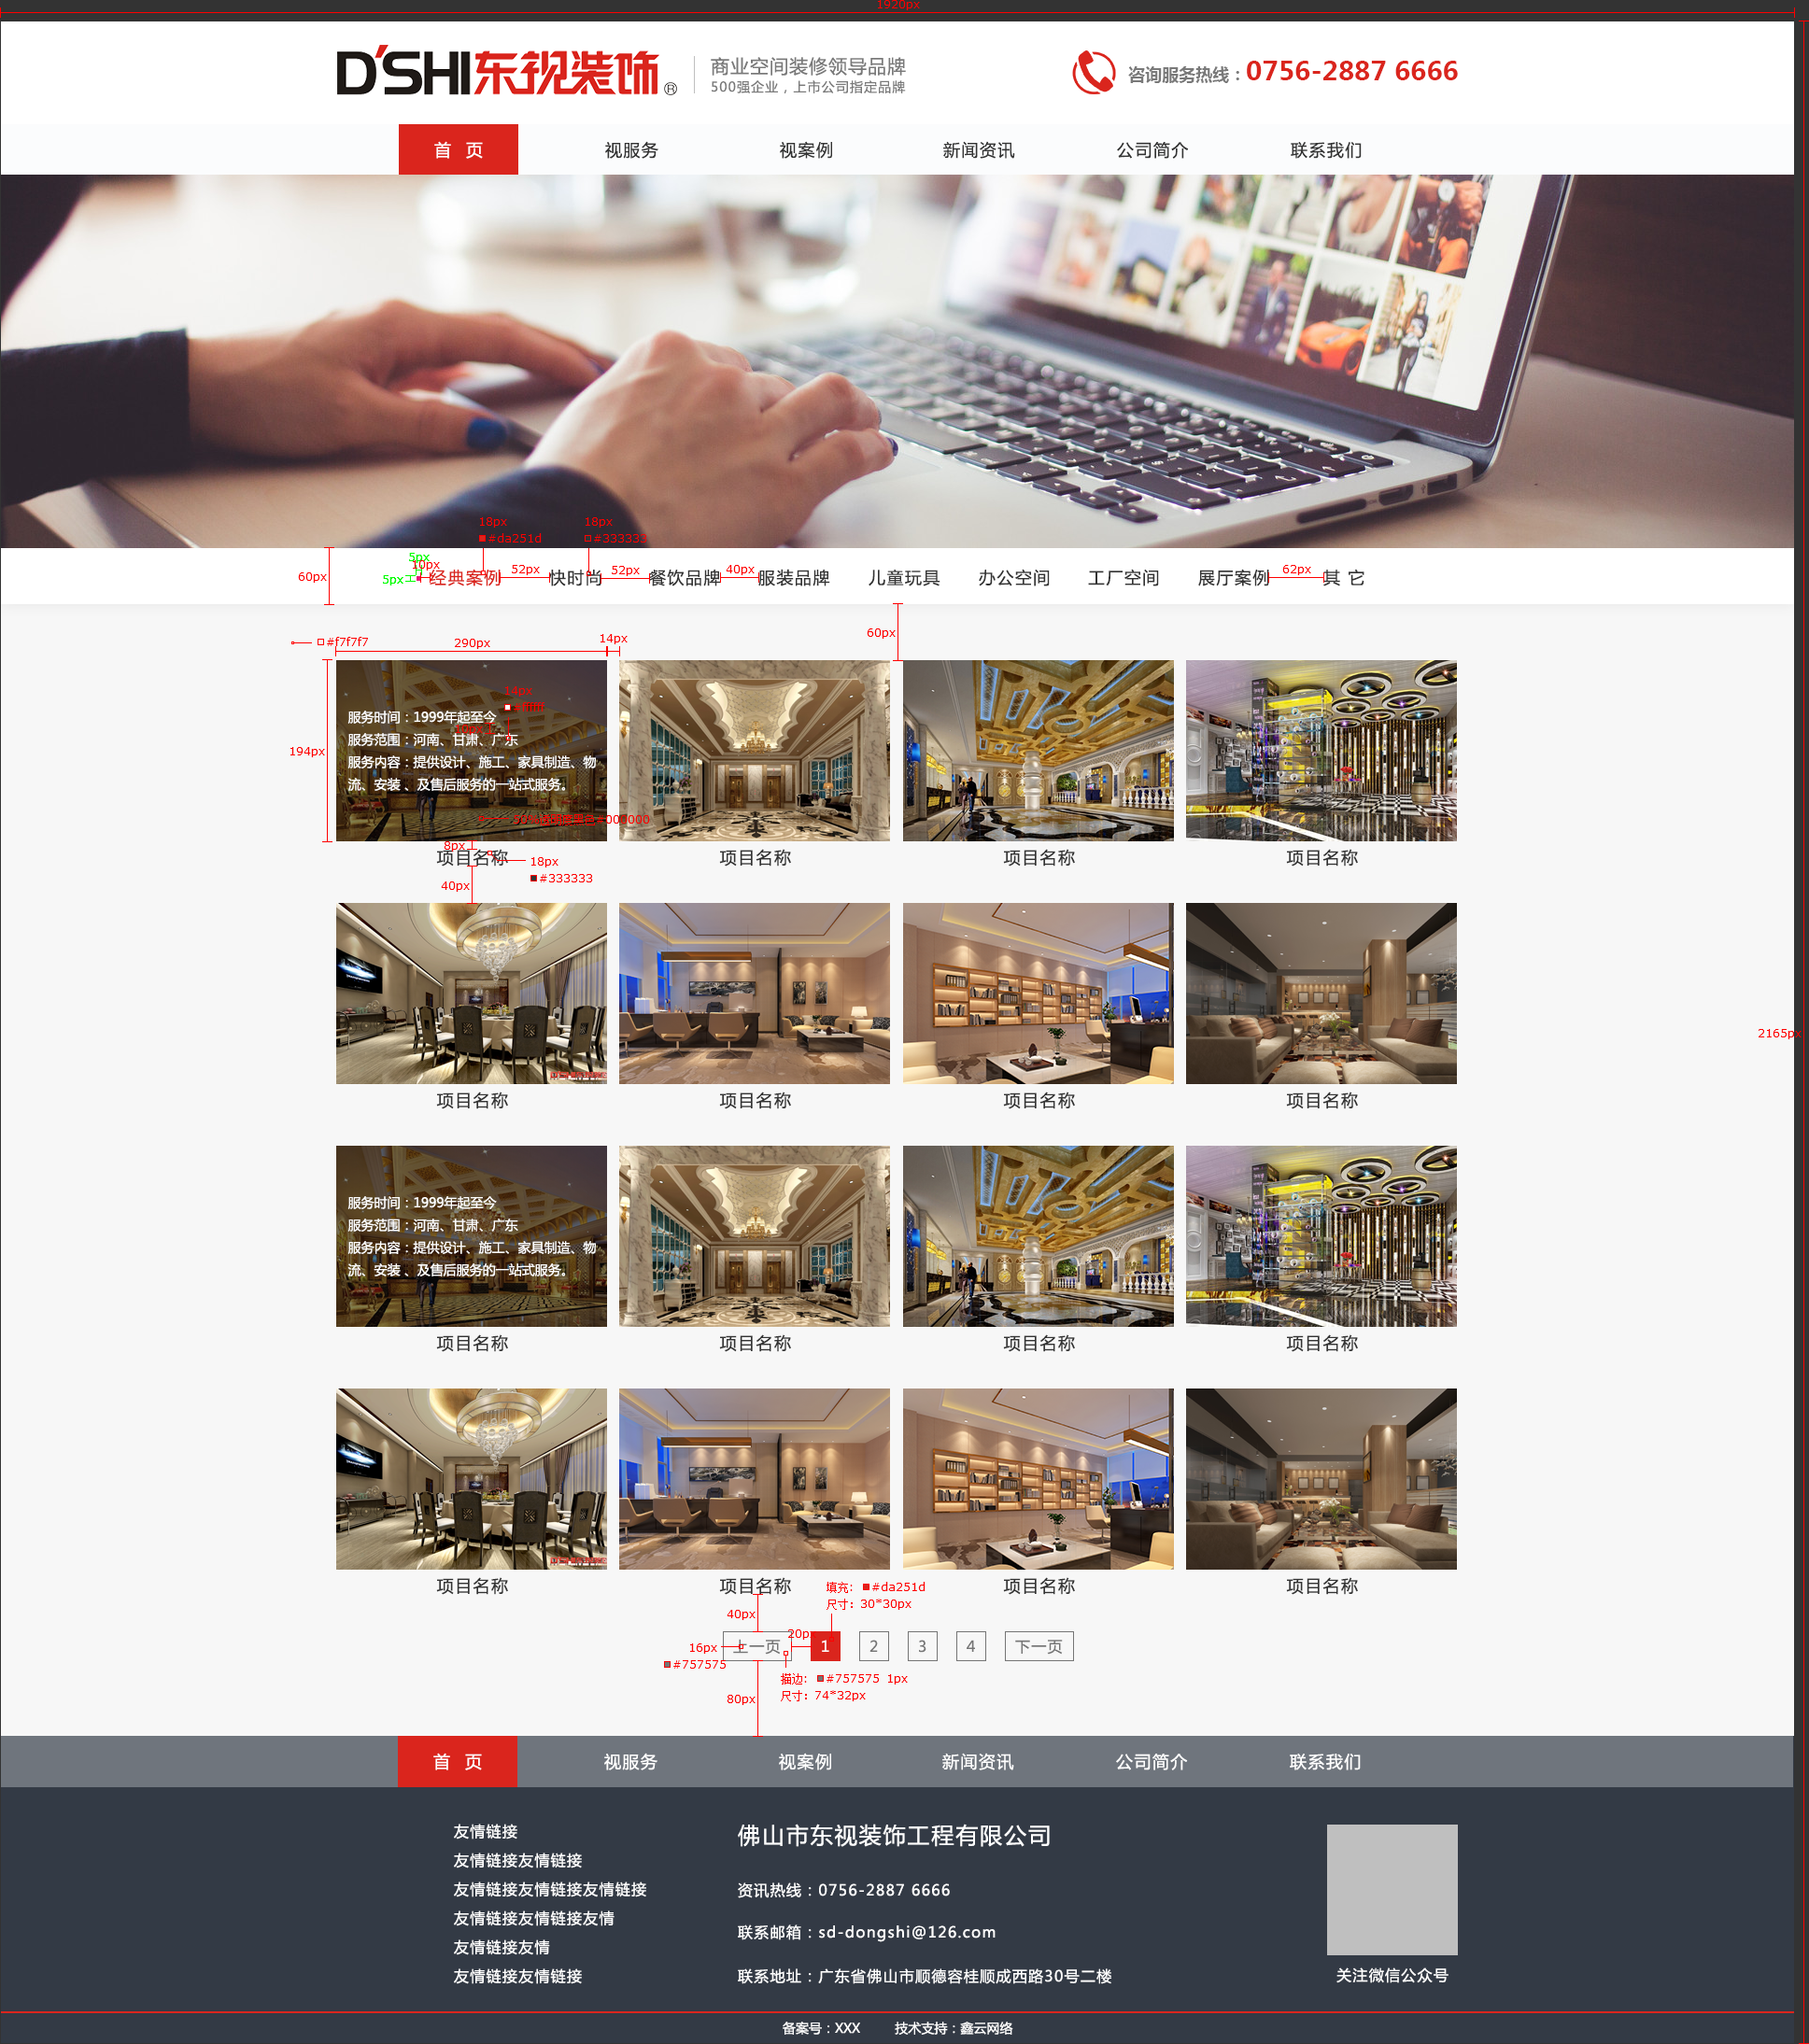 1920px
D'SHI东视装饰®
商业空间装修领导品牌
500强企业，上市公司指定品牌
咨询服务热线：0756-2887 6666
首 页 视服务 视案例 新闻资讯 公司简介 联系我们
18px 18px
#da251d #333333
5px
10px
60px 5px 经典案例 52px 快时尚 52px 餐饮品牌 40px 服装品牌 儿童玩具 办公空间 工厂空间 展厅案例 62px 其 它
60px
#f7f7f7 290px 14px
14px
服务时间：1999年起至今
服务范围：河南、甘肃、广东
194px
服务内容：提供设计、施工、家具制造、物
流、安装 、及售后服务的一站式服务。
8px
项目名称 项目名称 项目名称 项目名称
18px
#333333
40px
2165px
项目名称 项目名称 项目名称 项目名称
服务时间：1999年起至今
服务范围：河南、甘肃、广东
服务内容：提供设计、施工、家具制造、物
流、安装 、及售后服务的一站式服务。
项目名称 项目名称 项目名称 项目名称
项目名称 项目名称 项目名称 项目名称
填充: #da251d
尺寸: 30*30px
40px
20px
16px 上一页 1 2 3 4 下一页
#757575
描边: #757575 1px
尺寸: 74*32px
80px
首 页 视服务 视案例 新闻资讯 公司简介 联系我们
友情链接
友情链接友情链接
友情链接友情链接友情链接
友情链接友情链接友情
友情链接友情
友情链接友情链接
佛山市东视装饰工程有限公司
资讯热线：0756-2887 6666
联系邮箱：sd-dongshi@126.com
联系地址：广东省佛山市顺德容桂顺成西路30号二楼
关注微信公众号
备案号：XXX 技术支持：鑫云网络